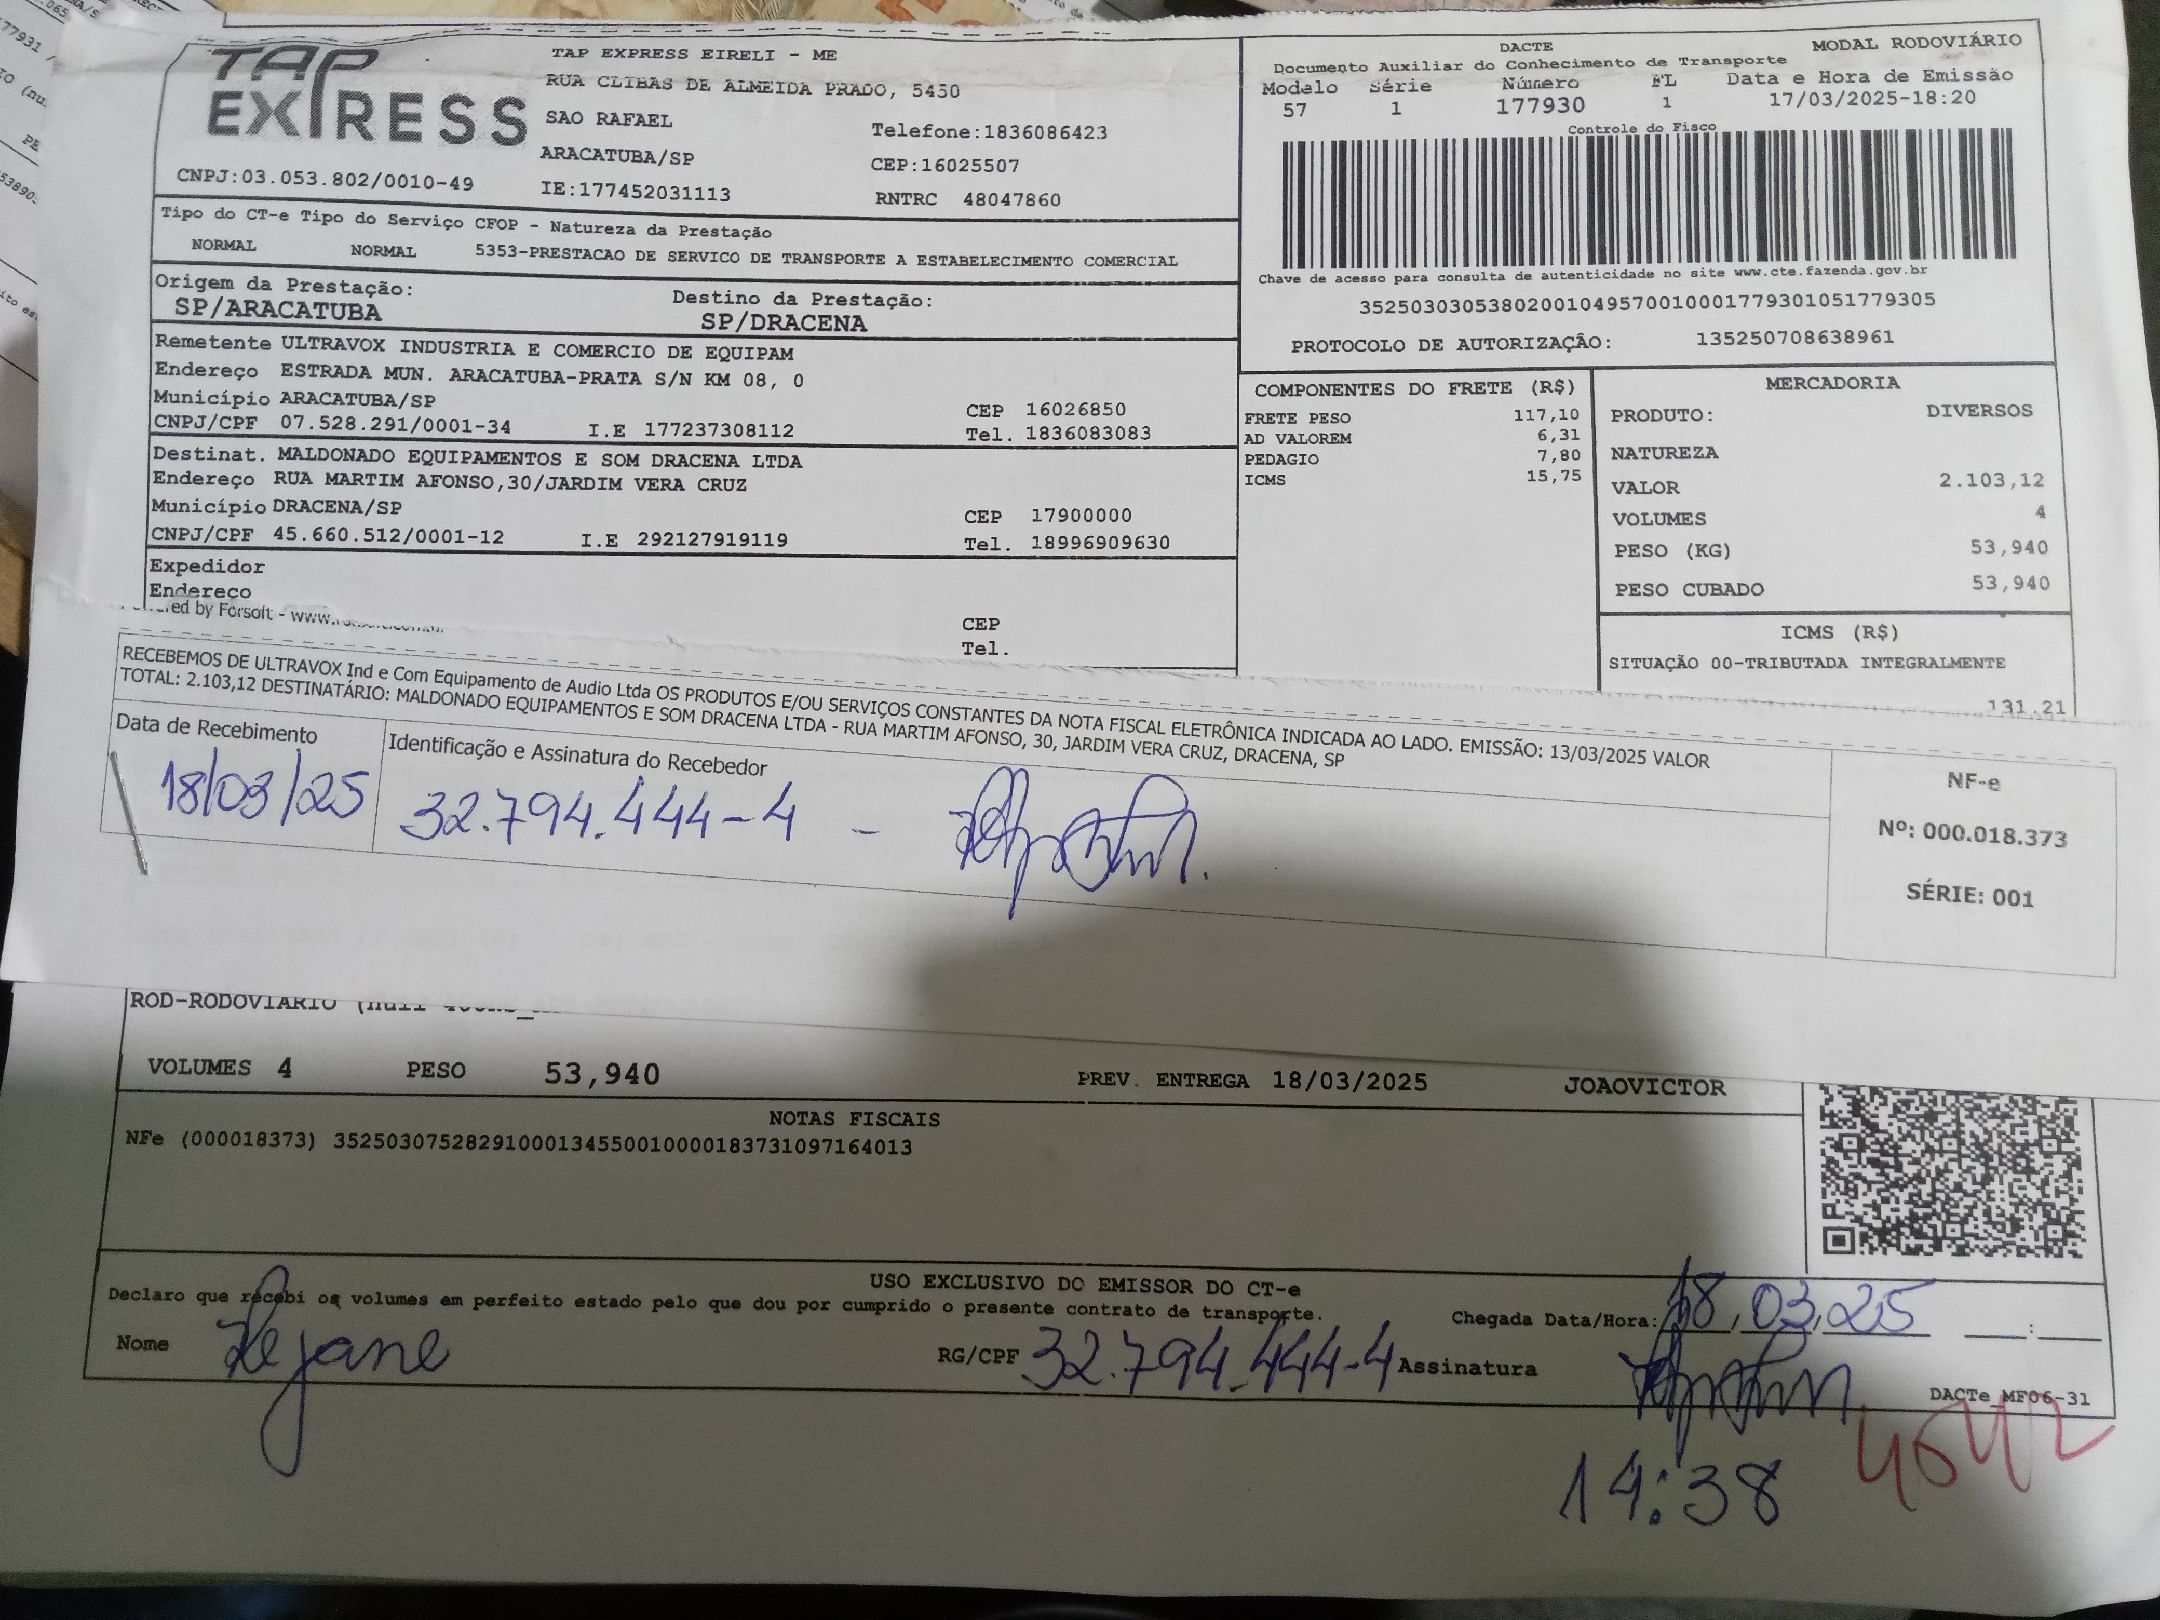 TAP EXPRESS
TAP EXPRESS EIRELI - ME
RUA CLIBAS DE ALMEIDA PRADO, 5450
SAO RAFAEL
Telefone:1836086423
ARACATUBA/SP
CEP:16025507
CNPJ:03.053.802/0010-49
IE:177452031113
RNTRC 48047860
DACTE
MODAL RODOVIÁRIO
Documento Auxiliar do Conhecimento de Transporte
Modelo Série Número FL Data e Hora de Emissão
57 1 177930 1 17/03/2025-18:20
Controle do Fisco
Chave de acesso para consulta de autenticidade no site www.cte.fazenda.gov.br
35250303053802001049570010001779301051779305
PROTOCOLO DE AUTORIZAÇÃO: 135250708638961
Tipo do CT-e Tipo do Serviço CFOP - Natureza da Prestação
NORMAL NORMAL 5353-PRESTACAO DE SERVICO DE TRANSPORTE A ESTABELECIMENTO COMERCIAL
Origem da Prestação: Destino da Prestação:
SP/ARACATUBA SP/DRACENA
Remetente ULTRAVOX INDUSTRIA E COMERCIO DE EQUIPAM
Endereço ESTRADA MUN. ARACATUBA-PRATA S/N KM 08, 0
Município ARACATUBA/SP CEP 16026850
CNPJ/CPF 07.528.291/0001-34 I.E 177237308112 Tel. 1836083083
Destinat. MALDONADO EQUIPAMENTOS E SOM DRACENA LTDA
Endereço RUA MARTIM AFONSO,30/JARDIM VERA CRUZ
Município DRACENA/SP CEP 17900000
CNPJ/CPF 45.660.512/0001-12 I.E 292127919119 Tel. 18996909630
Expedidor
Endereço
CEP
Tel.
COMPONENTES DO FRETE (R$)
FRETE PESO 117,10
AD VALOREM 6,31
PEDAGIO 7,80
ICMS 15,75
MERCADORIA
PRODUTO: DIVERSOS
NATUREZA
VALOR 2.103,12
VOLUMES 4
PESO (KG) 53,940
PESO CUBADO 53,940
ICMS (R$)
SITUAÇÃO 00-TRIBUTADA INTEGRALMENTE
131,21
by Forsoft - www.
RECEBEMOS DE ULTRAVOX Ind e Com Equipamento de Audio Ltda OS PRODUTOS E/OU SERVIÇOS CONSTANTES DA NOTA FISCAL ELETRÔNICA INDICADA AO LADO. EMISSÃO: 13/03/2025 VALOR
TOTAL: 2.103,12 DESTINATÁRIO: MALDONADO EQUIPAMENTOS E SOM DRACENA LTDA - RUA MARTIM AFONSO, 30, JARDIM VERA CRUZ, DRACENA, SP
Data de Recebimento
18/03/25
Identificação e Assinatura do Recebedor
32.794.444-4 -
NF-e
Nº: 000.018.373
SÉRIE: 001
ROD-RODOVIARIO (null
VOLUMES 4 PESO 53,940 PREV. ENTREGA 18/03/2025 JOAOVICTOR
NOTAS FISCAIS
NFe (000018373) 35250307528291000134550010000183731097164013
USO EXCLUSIVO DO EMISSOR DO CT-e
Declaro que recebi os volumes em perfeito estado pelo que dou por cumprido o presente contrato de transporte.
Chegada Data/Hora: 18,03,25 :
Nome Rejane RG/CPF 32.794.444-4 Assinatura
DACTe_MF06-31
14:38